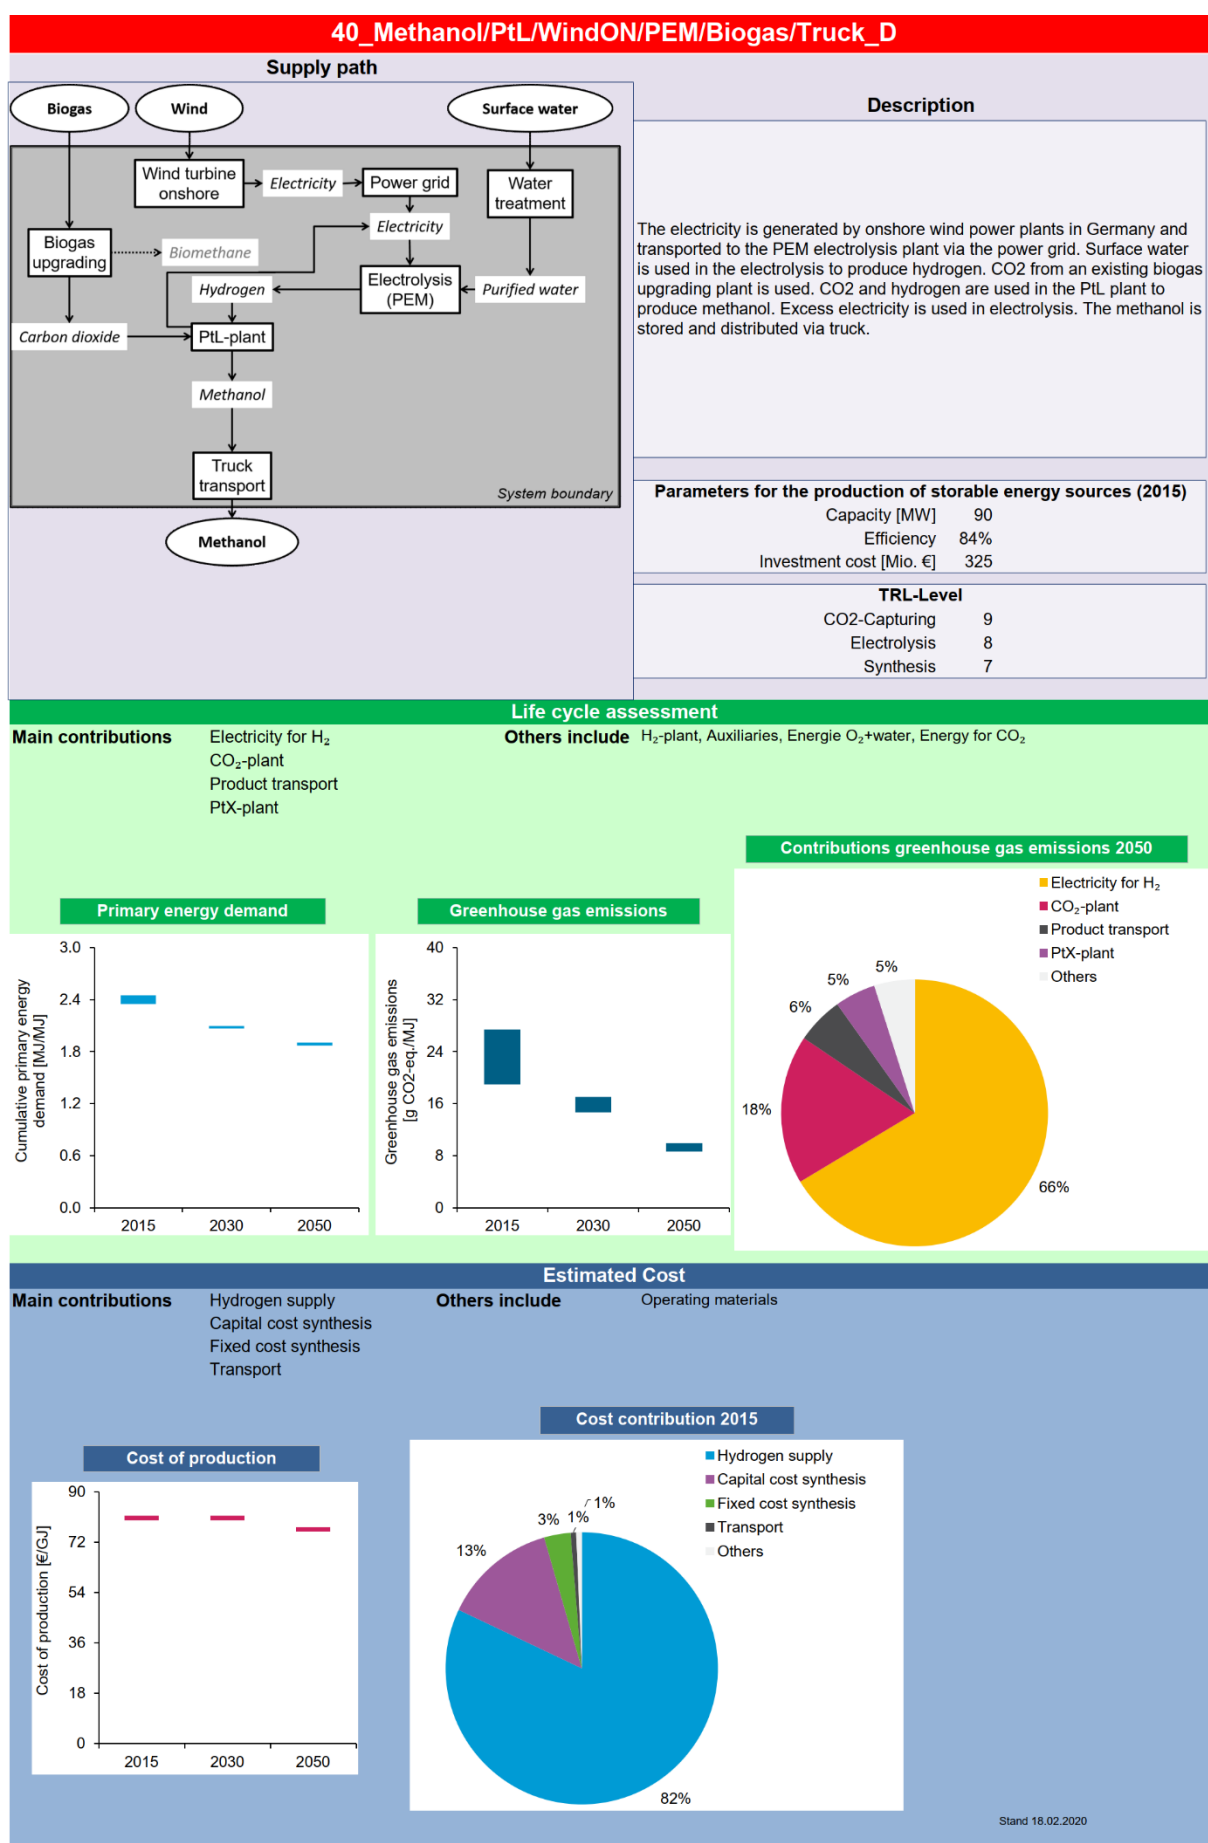 40_Methanol/PtL/WindON/PEM/Biogas/Truck_D
Supply path
Biogas
Wind
Surface water
Wind turbine
onshore
Electricity
Power grid
Water
treatment
Electricity
Biogas
upgrading
Biomethane
Hydrogen
Electrolysis
(PEM)
Purified water
Carbon dioxide
PtL-plant
Methanol
Truck
transport
System boundary
Methanol
Description
The electricity is generated by onshore wind power plants in Germany and
transported to the PEM electrolysis plant via the power grid. Surface water
is used in the electrolysis to produce hydrogen. CO2 from an existing biogas
upgrading plant is used. CO2 and hydrogen are used in the PtL plant to
produce methanol. Excess electricity is used in electrolysis. The methanol is
stored and distributed via truck.
Parameters for the production of storable energy sources (2015)
Capacity [MW] 90
Efficiency 84%
Investment cost [Mio. €] 325
TRL-Level
CO2-Capturing 9
Electrolysis 8
Synthesis 7
Life cycle assessment
Main contributions
Electricity for H₂
CO₂-plant
Product transport
PtX-plant
Others include H₂-plant, Auxiliaries, Energie O₂+water, Energy for CO₂
Primary energy demand
Cumulative primary energy
demand [MJ/MJ]
3.0
2.4
1.8
1.2
0.6
0.0
2015 2030 2050
Greenhouse gas emissions
Greenhouse gas emissions
[g CO2-eq./MJ]
40
32
24
16
8
0
2015 2030 2050
Contributions greenhouse gas emissions 2050
Electricity for H₂
CO₂-plant
Product transport
PtX-plant
Others
5%
5%
6%
18%
66%
Estimated Cost
Main contributions
Hydrogen supply
Capital cost synthesis
Fixed cost synthesis
Transport
Others include Operating materials
Cost of production
Cost of production [€/GJ]
90
72
54
36
18
0
2015 2030 2050
Cost contribution 2015
Hydrogen supply
Capital cost synthesis
Fixed cost synthesis
Transport
Others
1%
1%
3%
13%
82%
Stand 18.02.2020